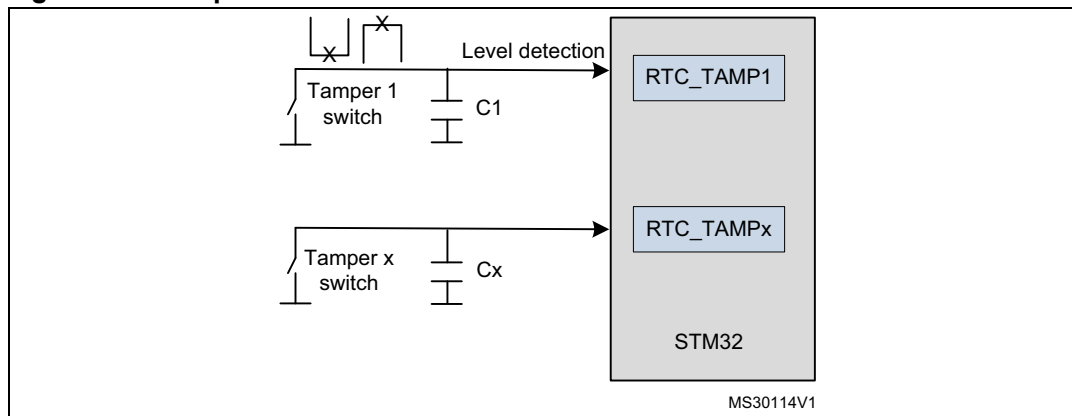 X
X
Level detection
RTC_TAMP1
Tamper 1
switch
C1
RTC_TAMPx
Tamper x
switch
Cx
STM32
MS30114V1